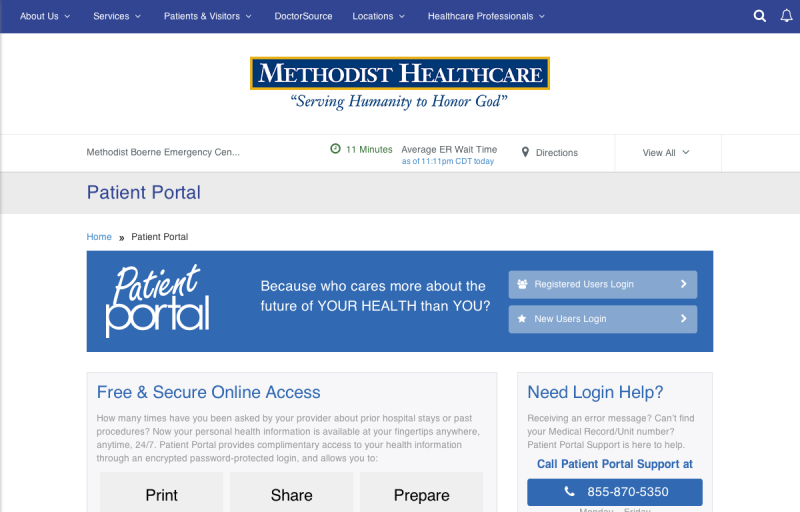 About Us
Services
Patients & Visitors
DoctorSource
Locations
Healthcare Professionals
METHODIST HEALTHCARE
“Serving Humanity to Honor God”
Methodist Boerne Emergency Cen...
11 Minutes
Average ER Wait Time
as of 11:11pm CDT today
Directions
View All
Patient Portal
Home » Patient Portal
Patient
portal
Because who cares more about the
future of YOUR HEALTH than YOU?
Registered Users Login
New Users Login
Free & Secure Online Access
How many times have you been asked by your provider about prior hospital stays or past
procedures? Now your personal health information is available at your fingertips anywhere,
anytime, 24/7. Patient Portal provides complimentary access to your health information
through an encrypted password-protected login, and allows you to:
Print
Share
Prepare
Need Login Help?
Receiving an error message? Can't find
your Medical Record/Unit number?
Patient Portal Support is here to help.
Call Patient Portal Support at
855-870-5350
Monday - Friday